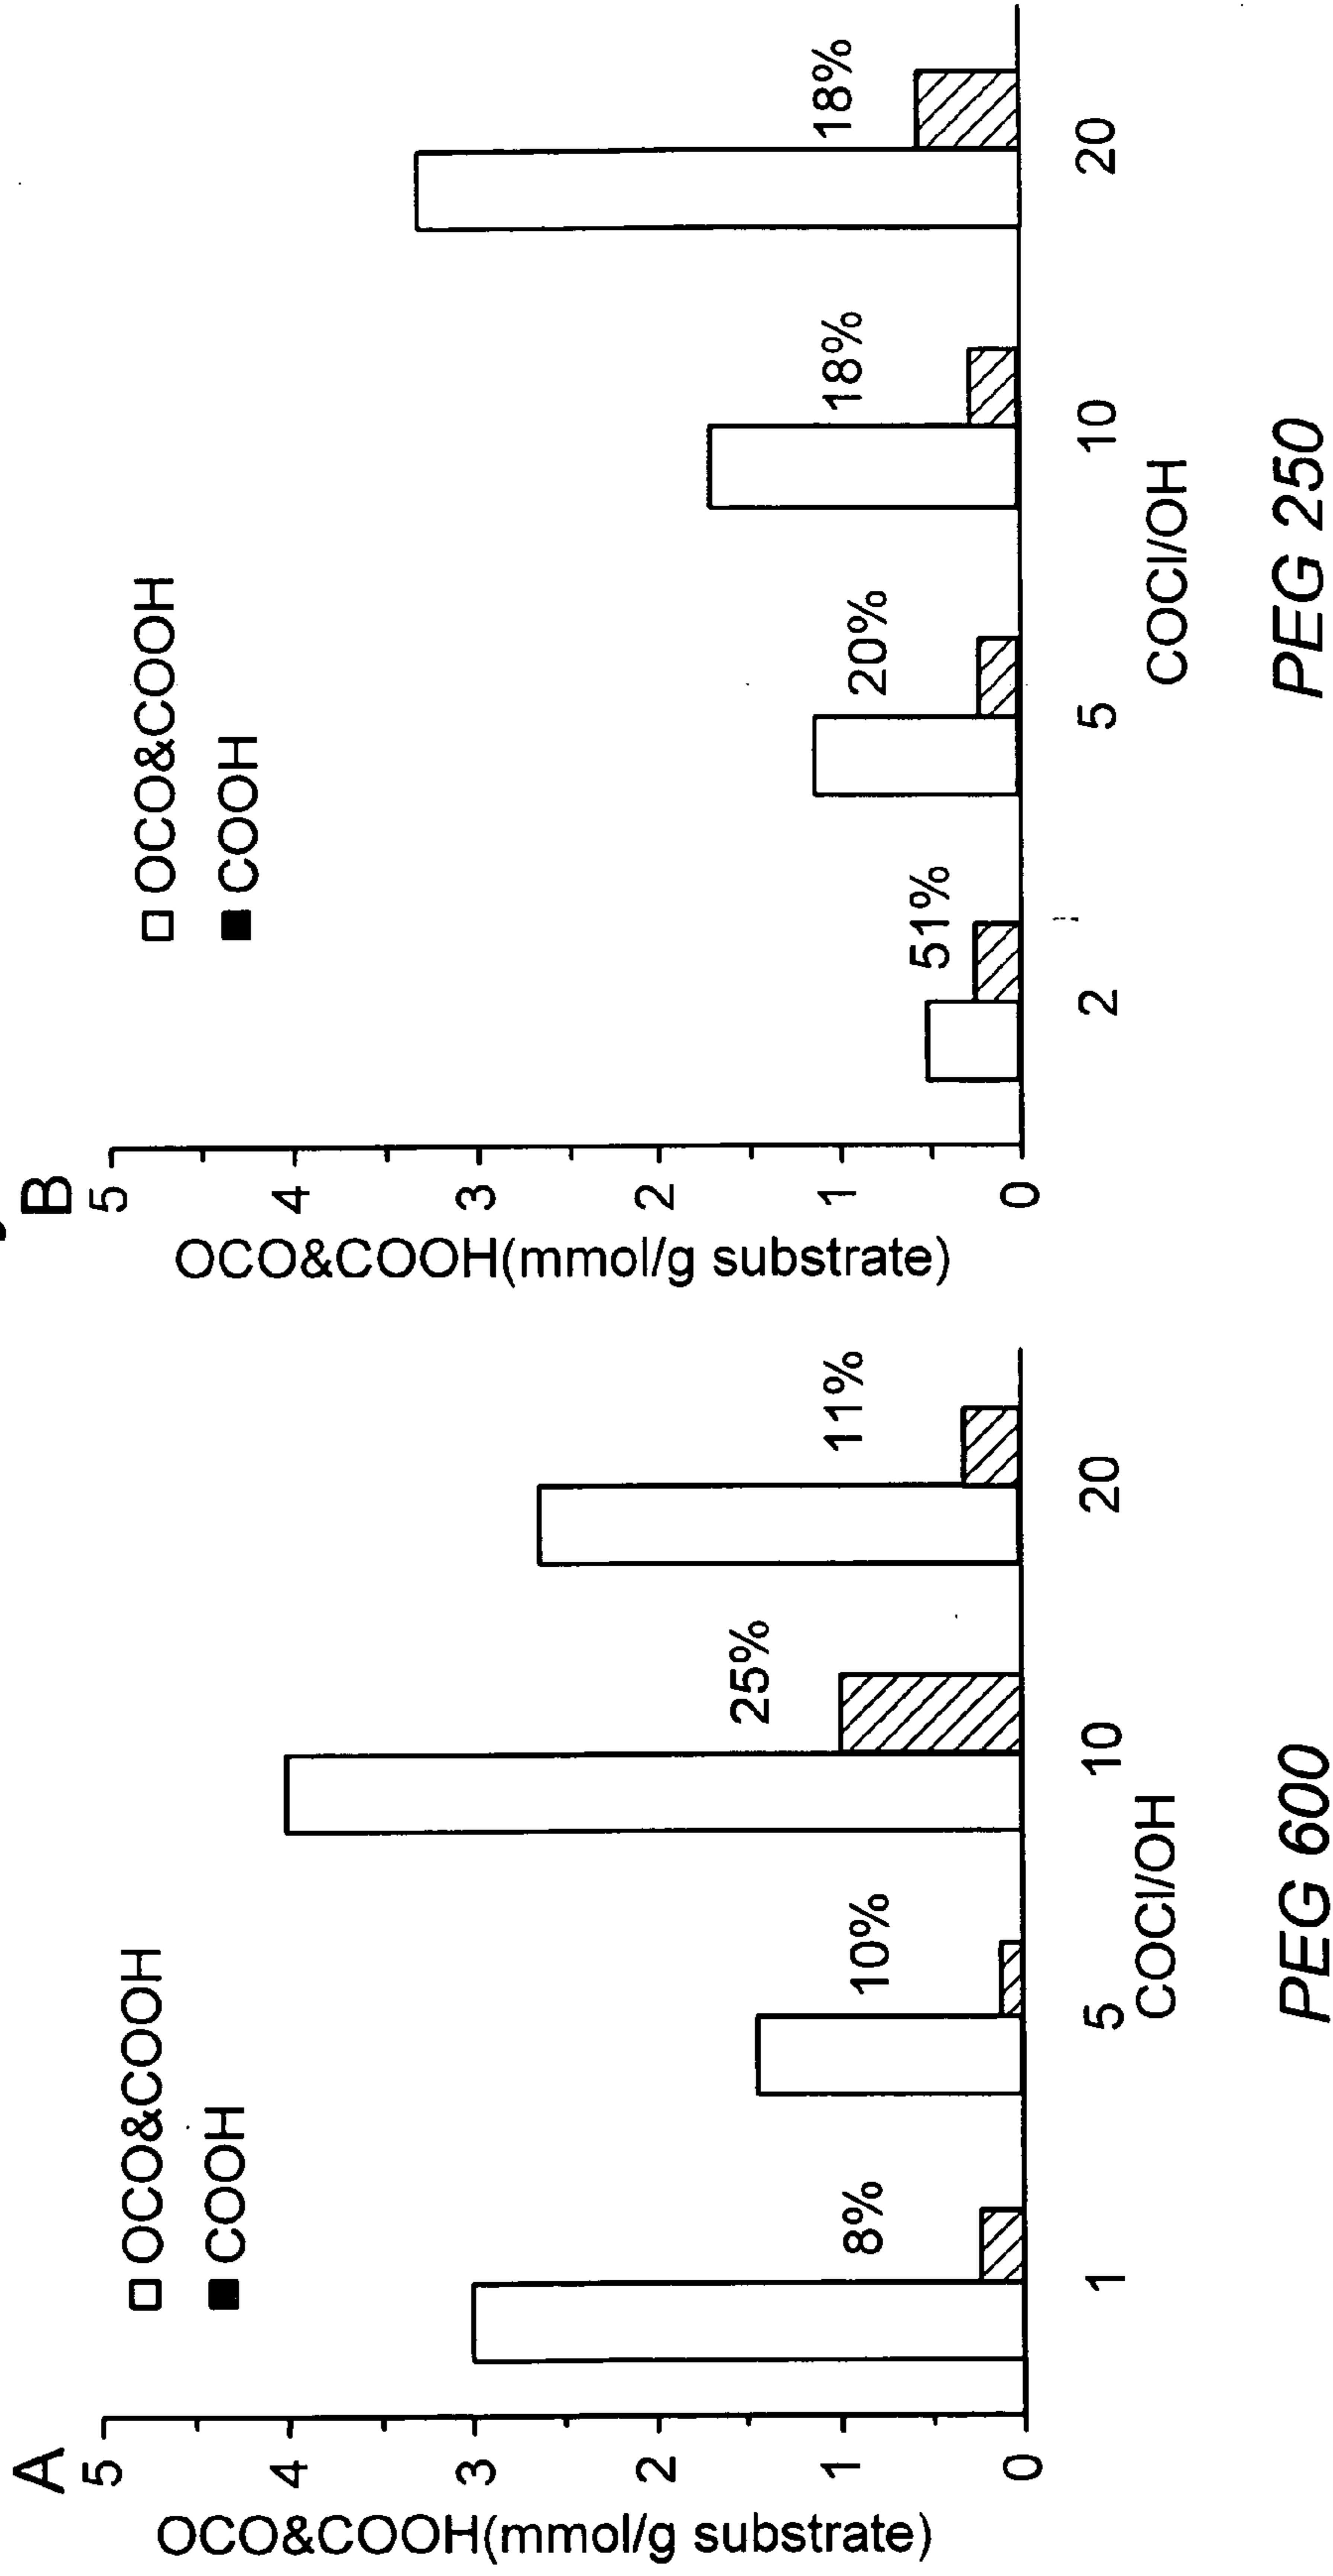 A
OCO&COOH(mmol/g substrate)
5
4
3
2
1
0
□ OCO&COOH
■ COOH
8%
10%
25%
11%
1
5
10
20
COCl/OH
PEG 600
B
OCO&COOH(mmol/g substrate)
5
4
3
2
1
0
□ OCO&COOH
■ COOH
51%
20%
18%
18%
2
5
10
20
COCl/OH
PEG 250